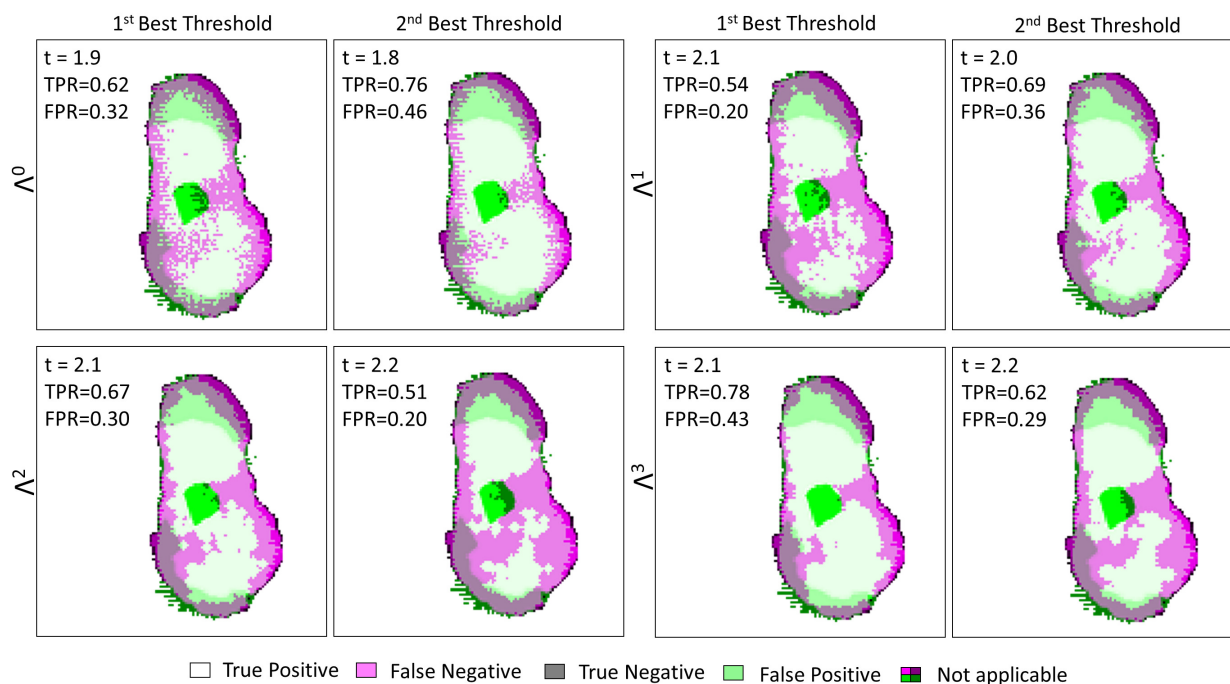 1st Best Threshold
2nd Best Threshold
1st Best Threshold
2nd Best Threshold
Λ0
t = 1.9
TPR=0.62
FPR=0.32
t = 1.8
TPR=0.76
FPR=0.46
Λ1
t = 2.1
TPR=0.54
FPR=0.20
t = 2.0
TPR=0.69
FPR=0.36
Λ2
t = 2.1
TPR=0.67
FPR=0.30
t = 2.2
TPR=0.51
FPR=0.20
Λ3
t = 2.1
TPR=0.78
FPR=0.43
t = 2.2
TPR=0.62
FPR=0.29
True Positive False Negative True Negative False Positive Not applicable